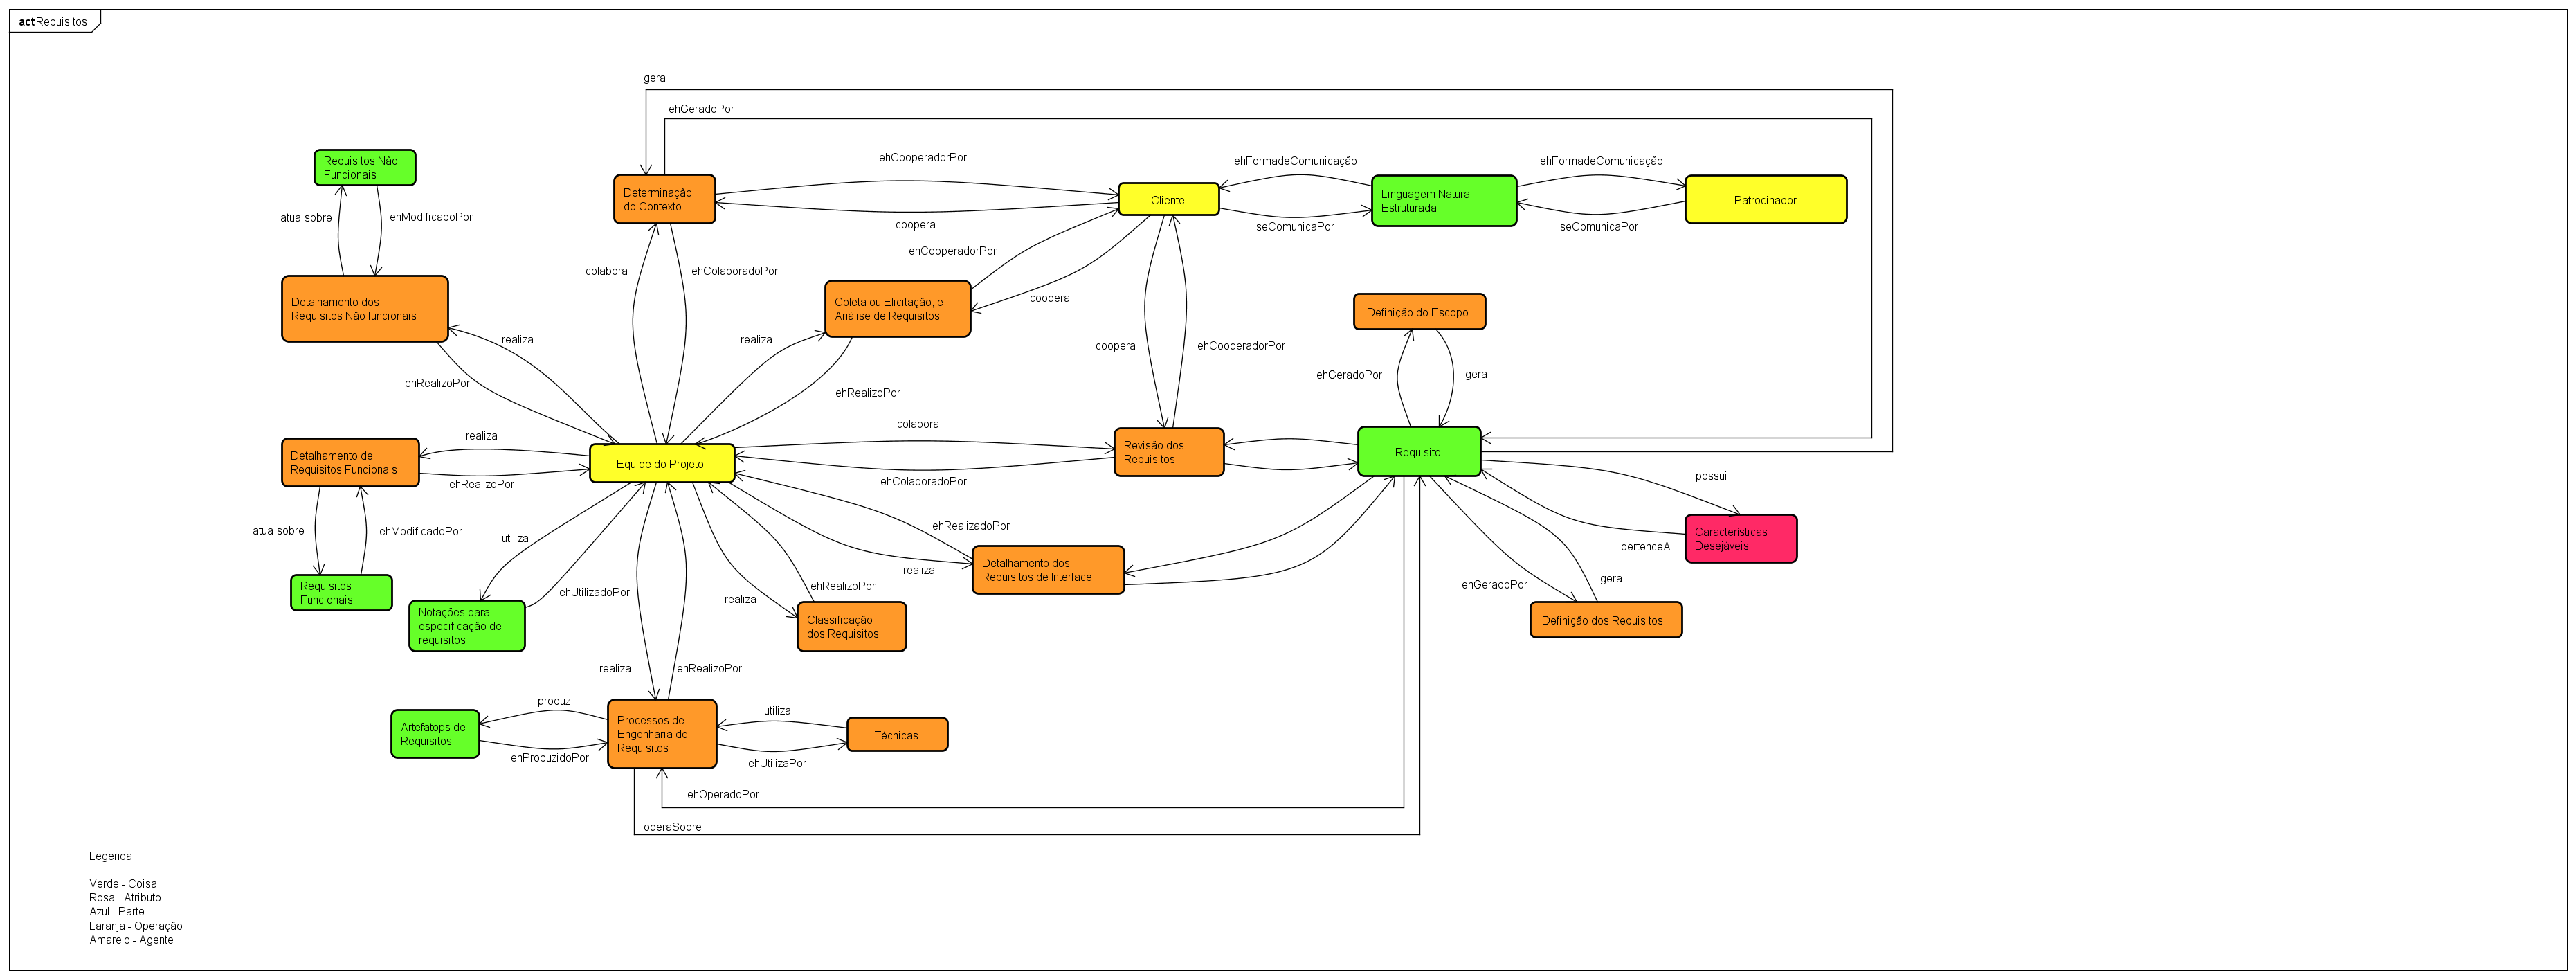 actRequisitos
gera
ehGeradoPor
Requisitos Não
Funcionais
atua-sobre
ehModificadoPor
Determinação
do Contexto
ehCooperadorPor
coopera
Cliente
ehFormadeComunicação
seComunicaPor
Linguagem Natural
Estruturada
ehFormadeComunicação
seComunicaPor
Patrocinador
colabora
ehColaboradoPor
ehCooperadorPor
coopera
Detalhamento dos
Requisitos Não funcionais
Coleta ou Elicitação, e
Análise de Requisitos
Definição do Escopo
realiza
ehRealizoPor
realiza
ehRealizoPor
coopera
ehCooperadorPor
ehGeradoPor
gera
Detalhamento de
Requisitos Funcionais
realiza
ehRealizoPor
Equipe do Projeto
colabora
ehColaboradoPor
Revisão dos
Requisitos
Requisito
possui
pertenceA
Características
Desejáveis
atua-sobre
ehModificadoPor
utiliza
ehUtilizadoPor
ehRealizadoPor
realiza
Detalhamento dos
Requisitos de Interface
ehRealizoPor
realiza
ehGeradoPor
gera
Requisitos
Funcionais
Notações para
especificação de
requisitos
Classificação
dos Requisitos
Definição dos Requisitos
realiza
ehRealizoPor
produz
ehProduzidoPor
Artefatops de
Requisitos
Processos de
Engenharia de
Requisitos
utiliza
ehUtilizaPor
Técnicas
ehOperadoPor
operaSobre
Legenda
Verde - Coisa
Rosa - Atributo
Azul - Parte
Laranja - Operação
Amarelo - Agente